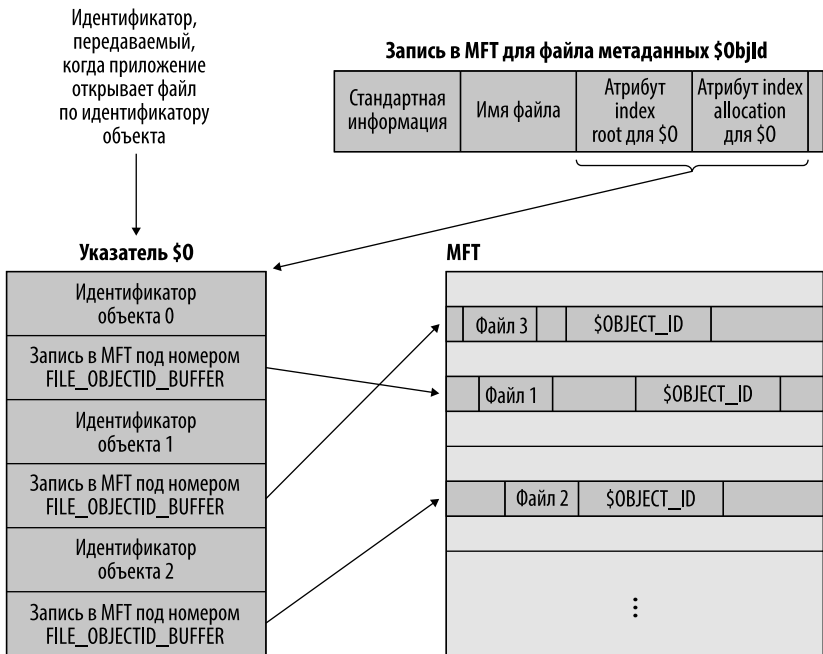 Идентификатор,
передаваемый,
когда приложение
открывает файл
по идентификатору
объекта
Запись в MFT для файла метаданных $ObjId
Стандартная
информация
Имя файла
Атрибут
index
root для $O
Атрибут index
allocation
для $O
Указатель $O
Идентификатор
объекта 0
Запись в MFT под номером
FILE_OBJECTID_BUFFER
Идентификатор
объекта 1
Запись в MFT под номером
FILE_OBJECTID_BUFFER
Идентификатор
объекта 2
Запись в MFT под номером
FILE_OBJECTID_BUFFER
MFT
Файл 3
$OBJECT_ID
Файл 1
$OBJECT_ID
Файл 2
$OBJECT_ID